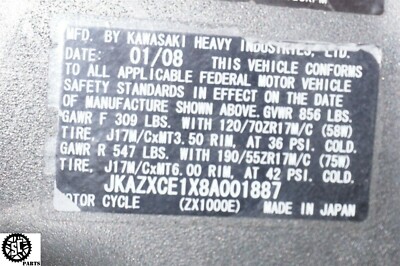 MFD. BY KAWASAKI HEAVY INDUSTRIES, LTD.
DATE: 01/08 THIS VEHICLE CONFORMS
TO ALL APPLICABLE FEDERAL MOTOR VEHICLE
SAFETY STANDARDS IN EFFECT ON THE DATE
OF MANUFACTURE SHOWN ABOVE. GVWR 856 LBS.
GAWR F 309 LBS. WITH 120/70ZR17M/C (58W)
TIRE, J17M/CxMT3.50 RIM, AT 36 PSI. COLD.
GAWR R 547 LBS. WITH 190/55ZR17M/C (75W)
TIRE, J17M/CxMT6.00 RIM, AT 42 PSI COLD.
JKAZXCE1X8A001887
MOTOR CYCLE (ZX1000E) MADE IN JAPAN
PARTS